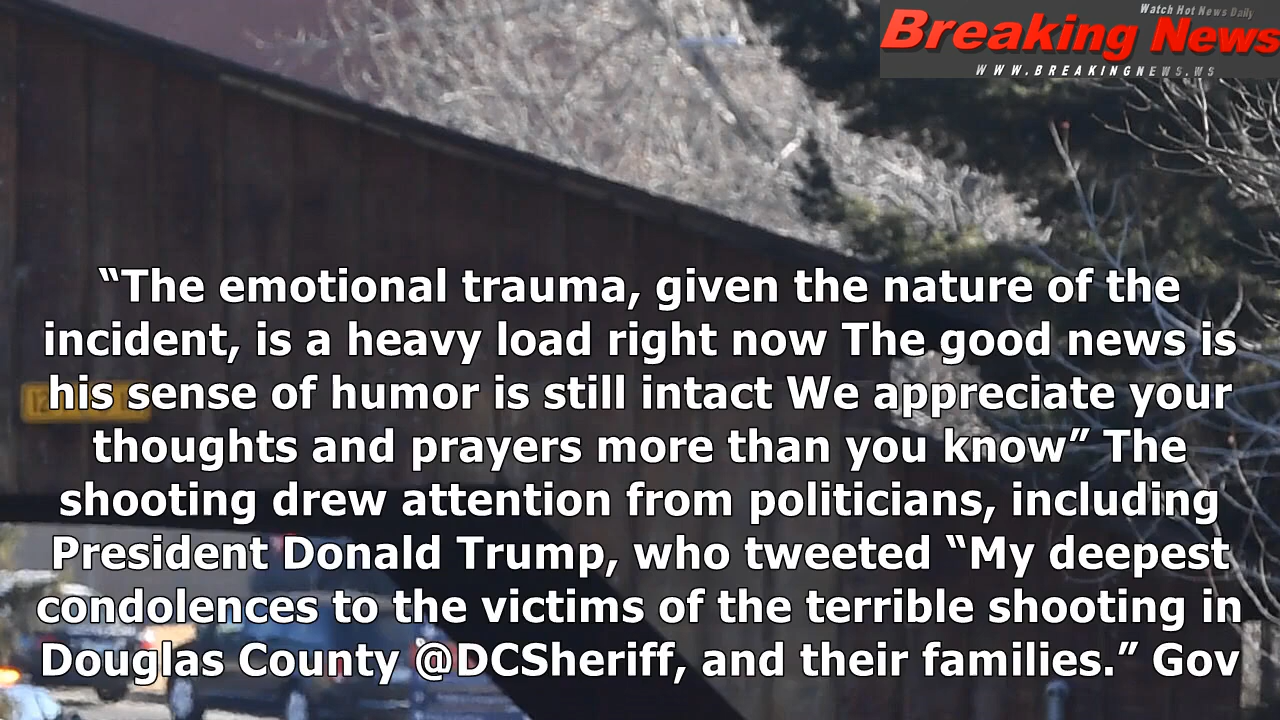 Watch Hot News Daily
Breaking News
WWW.BREAKINGNEWS.WS
“The emotional trauma, given the nature of the
incident, is a heavy load right now The good news is
his sense of humor is still intact We appreciate your
thoughts and prayers more than you know” The
shooting drew attention from politicians, including
President Donald Trump, who tweeted “My deepest
condolences to the victims of the terrible shooting in
Douglas County @DCSheriff, and their families.” Gov